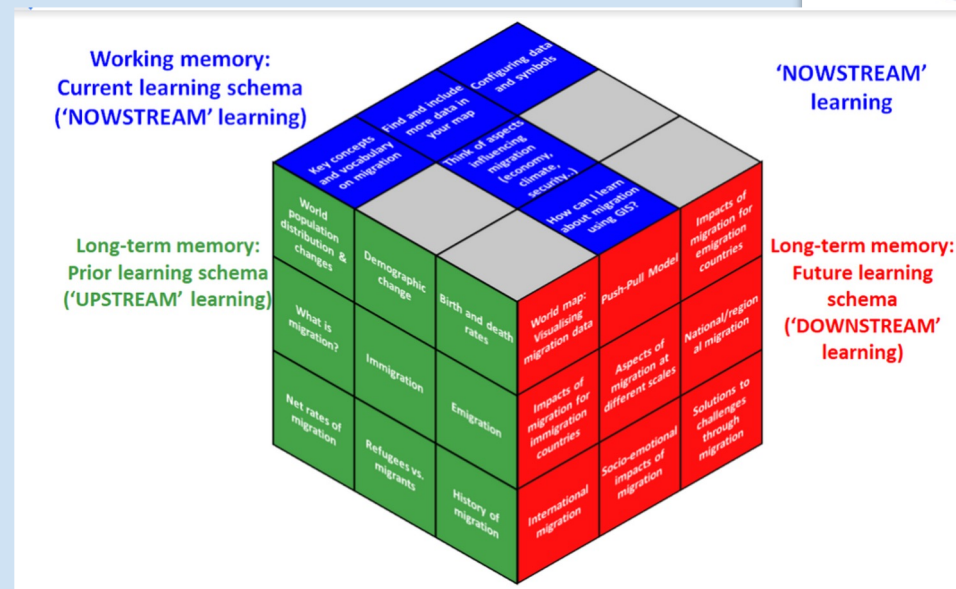 Working memory:
Current learning schema
('NOWSTREAM' learning)
'NOWSTREAM'
learning
Configuring data
and symbols
Find and include
more data in
your map
Key concepts
and vocabulary
on migration
Think of aspects
influencing
migration
(economy,
climate,
security..)
How can I learn
about migration
using GIS?
Long-term memory:
Prior learning schema
('UPSTREAM' learning)
World
population
distribution &
changes
Demographic
change
Birth and death
rates
What is
migration?
Immigration
Emigration
Net rates of
migration
Refugees vs.
migrants
History of
migration
World map:
Visualising
migration data
Push-Pull Model
Impacts of
migration for
emigration
countries
Impacts of
migration for
immigration
countries
Aspects of
migration at
different scales
National/region
al migration
International
migration
Socio-emotional
impacts of
migration
Solutions to
challenges
through
migration
Long-term memory:
Future learning
schema
('DOWNSTREAM'
learning)